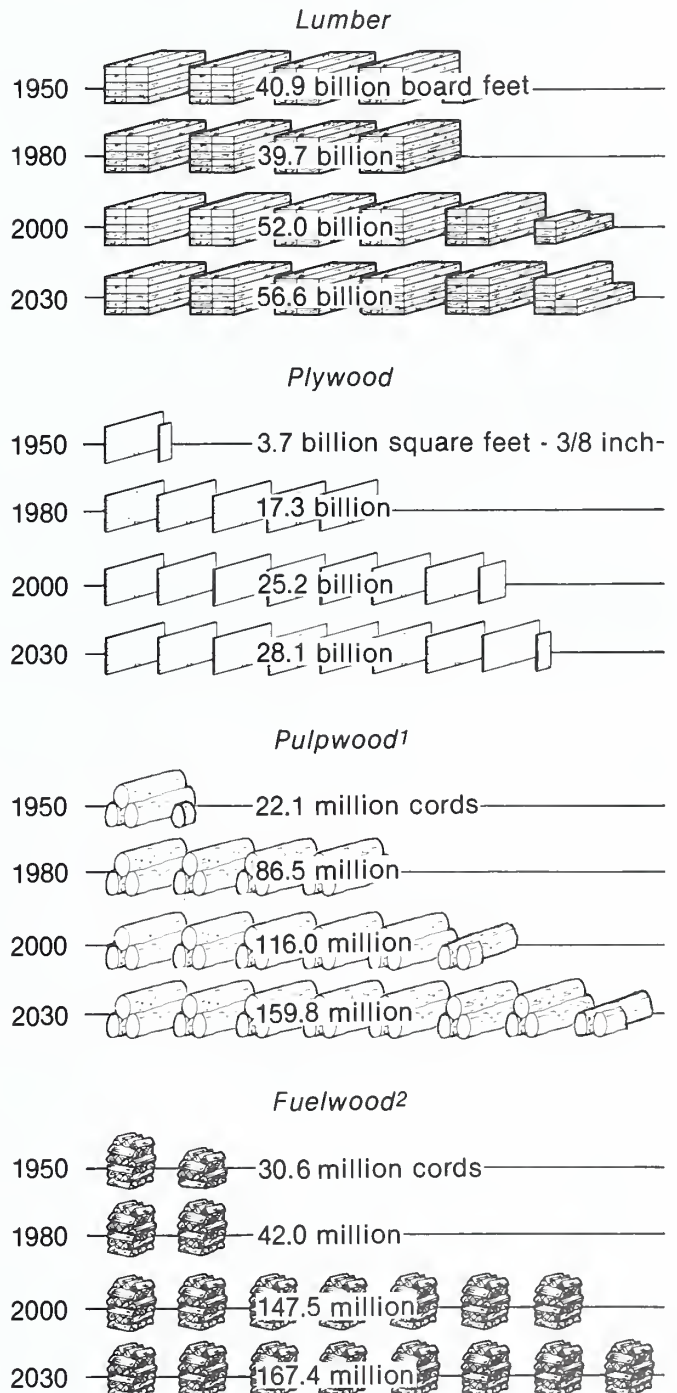 Lumber
1950 40.9 billion board feet
1980 39.7 billion
2000 52.0 billion
2030 56.6 billion
Plywood
1950 3.7 billion square feet - 3/8 inch-
1980 17.3 billion
2000 25.2 billion
2030 28.1 billion
Pulpwood1
1950 22.1 million cords
1980 86.5 million
2000 116.0 million
2030 159.8 million
Fuelwood2
1950 30.6 million cords
1980 42.0 million
2000 147.5 million
2030 167.4 million